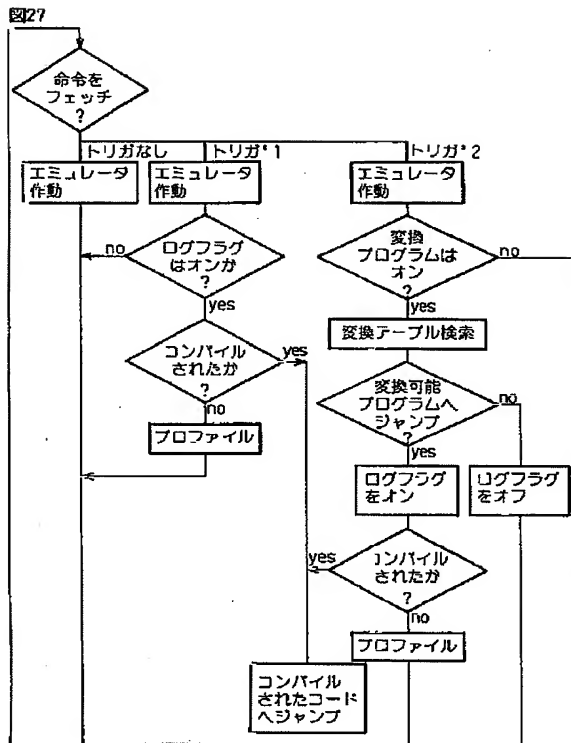 図27
命令を
フェッチ
?
トリガなし
トリガ*1
トリガ*2
エミュレータ
作動
エミュレータ
作動
エミュレータ
作動
no
ログフラグ
はオンか
?
yes
変換
プログラムは
オン
?
no
yes
変換テーブル検索
コンパイル
されたか
?
yes
no
プロファイル
変換可能
プログラムへ
ジャンプ
?
no
yes
ログフラグ
をオン
ログフラグ
をオフ
yes
コンパイル
されたか
?
no
プロファイル
コンパイル
されたコード
へジャンプ